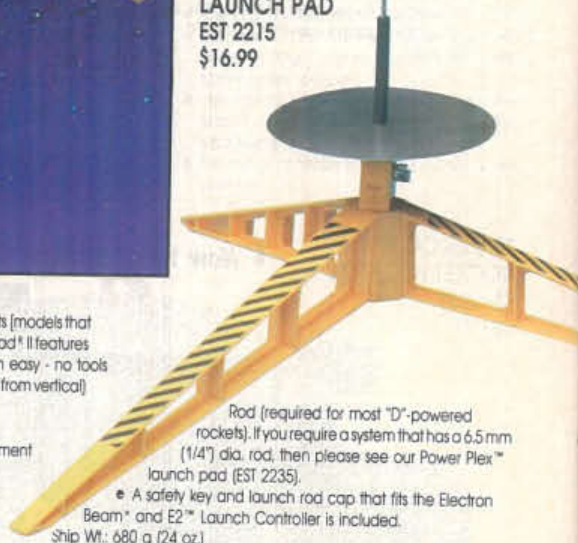 LAUNCH PAD
EST 2215
$16.99
ts (models that
ad® II features
n easy - no tools
from vertical)
ment
Rod (required for most "D"-powered
rockets). If you require a system that has a 6.5 mm
(1/4") dia. rod, then please see our Power Plex™
launch pad (EST 2235).
• A safety key and launch rod cap that fits the Electron
Beam® and E2™ Launch Controller is included.
Ship Wt.: 680 g (24 oz.)